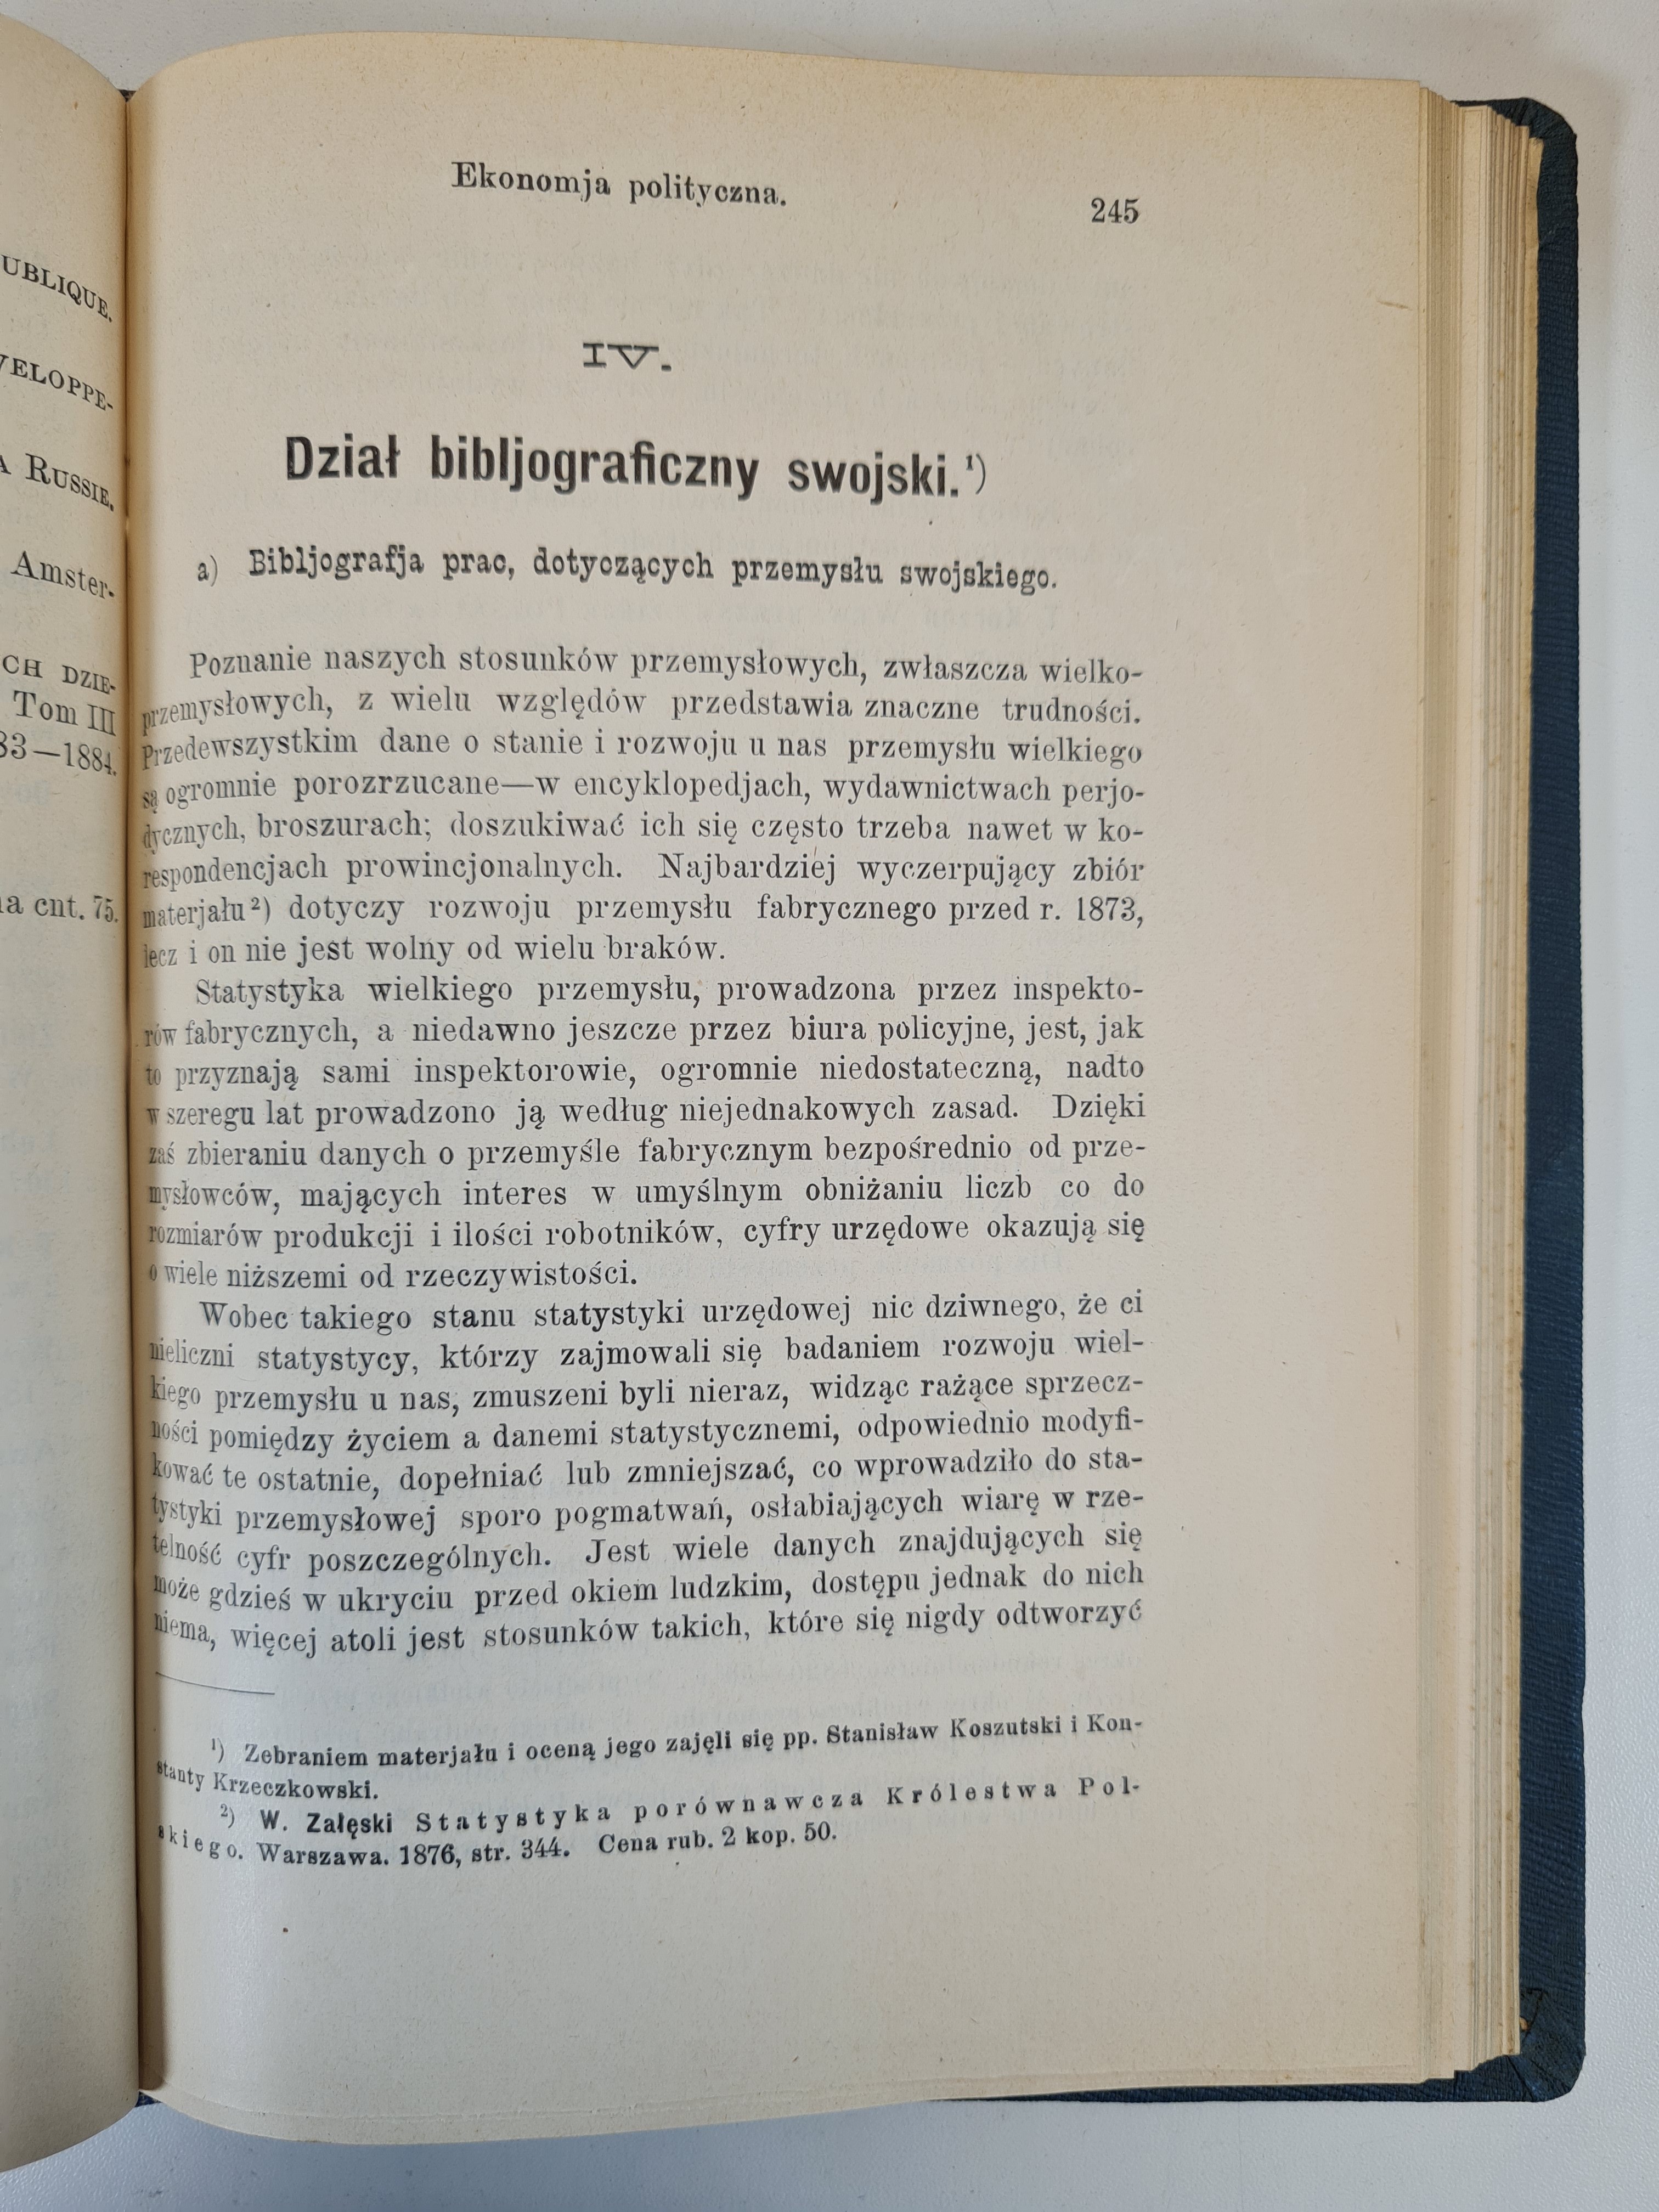 UBLIQUE.
VELOPPE-
A RUSSIE.
Amster-
CH DZIE-
Tom III
83—1884.
na cnt. 75.
Ekonomja polityczna.
245
IV.
Dział bibljograficzny swojski.¹)
a) Bibljografja prac, dotyczących przemysłu swojskiego.
Poznanie naszych stosunków przemysłowych, zwłaszcza wielko-
przemysłowych, z wielu względów przedstawia znaczne trudności.
Przedewszystkim dane o stanie i rozwoju u nas przemysłu wielkiego
są ogromnie porozrzucane—w encyklopedjach, wydawnictwach perjo-
dycznych, broszurach; doszukiwać ich się często trzeba nawet w ko-
respondencjach prowincjonalnych. Najbardziej wyczerpujący zbiór
materjału²) dotyczy rozwoju przemysłu fabrycznego przed r. 1873,
lecz i on nie jest wolny od wielu braków.
Statystyka wielkiego przemysłu, prowadzona przez inspekto-
rów fabrycznych, a niedawno jeszcze przez biura policyjne, jest, jak
to przyznają sami inspektorowie, ogromnie niedostateczną, nadto
w szeregu lat prowadzono ją według niejednakowych zasad. Dzięki
zaś zbieraniu danych o przemyśle fabrycznym bezpośrednio od prze-
mysłowców, mających interes w umyślnym obniżaniu liczb co do
rozmiarów produkcji i ilości robotników, cyfry urzędowe okazują się
o wiele niższemi od rzeczywistości.
Wobec takiego stanu statystyki urzędowej nic dziwnego, że ci
nieliczni statystycy, którzy zajmowali się badaniem rozwoju wiel-
kiego przemysłu u nas, zmuszeni byli nieraz, widząc rażące sprzecz-
ności pomiędzy życiem a danemi statystycznemi, odpowiednio modyfi-
kować te ostatnie, dopełniać lub zmniejszać, co wprowadziło do sta-
tystyki przemysłowej sporo pogmatwań, osłabiających wiarę w rze-
telność cyfr poszczególnych. Jest wiele danych znajdujących się
może gdzieś w ukryciu przed okiem ludzkim, dostępu jednak do nich
niema, więcej atoli jest stosunków takich, które się nigdy odtworzyć
¹) Zebraniem materjału i oceną jego zajęli się pp. Stanisław Koszutski i Kon-
stanty Krzeczkowski.
²) W. Załęski Statystyka porównawcza Królestwa Pol-
skiego. Warszawa. 1876, str. 344. Cena rub. 2 kop. 50.